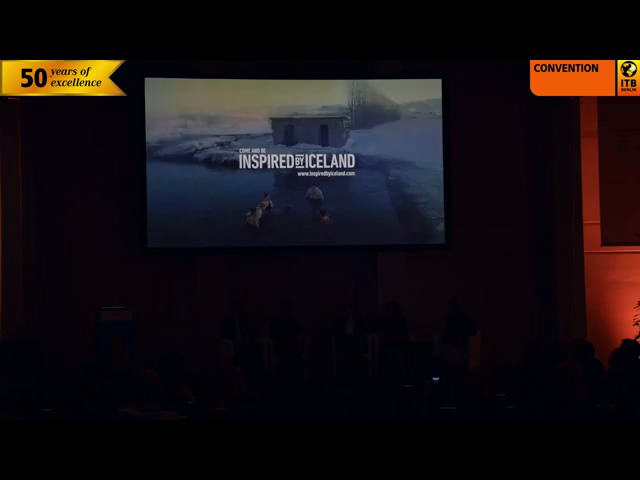 50 years of
excellence
CONVENTION
ITB
BERLIN
COME AND BE
INSPIRED BY ICELAND
www.inspiredbyiceland.com